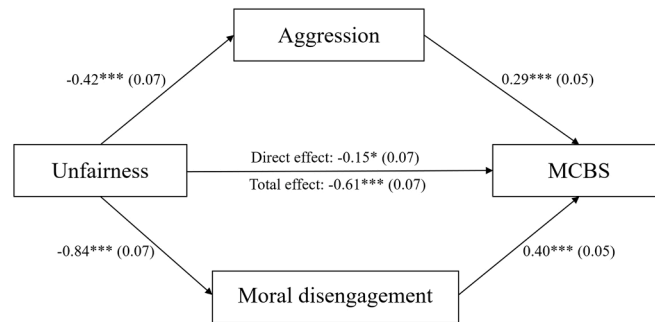 Aggression
-0.42*** (0.07)
0.29*** (0.05)
Unfairness
Direct effect: -0.15* (0.07)
Total effect: -0.61*** (0.07)
MCBS
-0.84*** (0.07)
0.40*** (0.05)
Moral disengagement